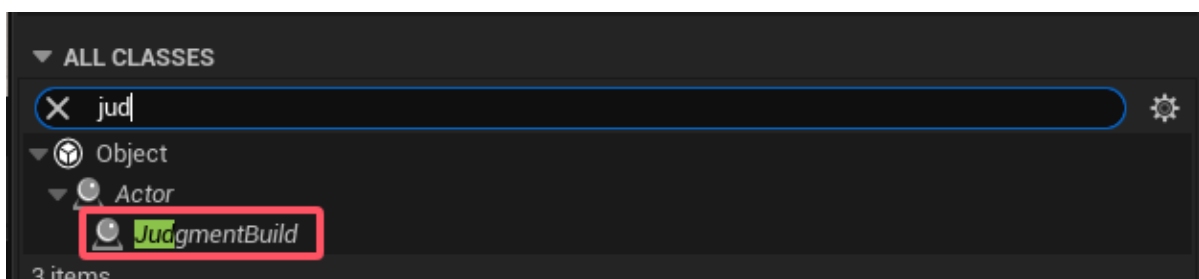 ALL CLASSES
jud
Object
Actor
JudgmentBuild
3 items